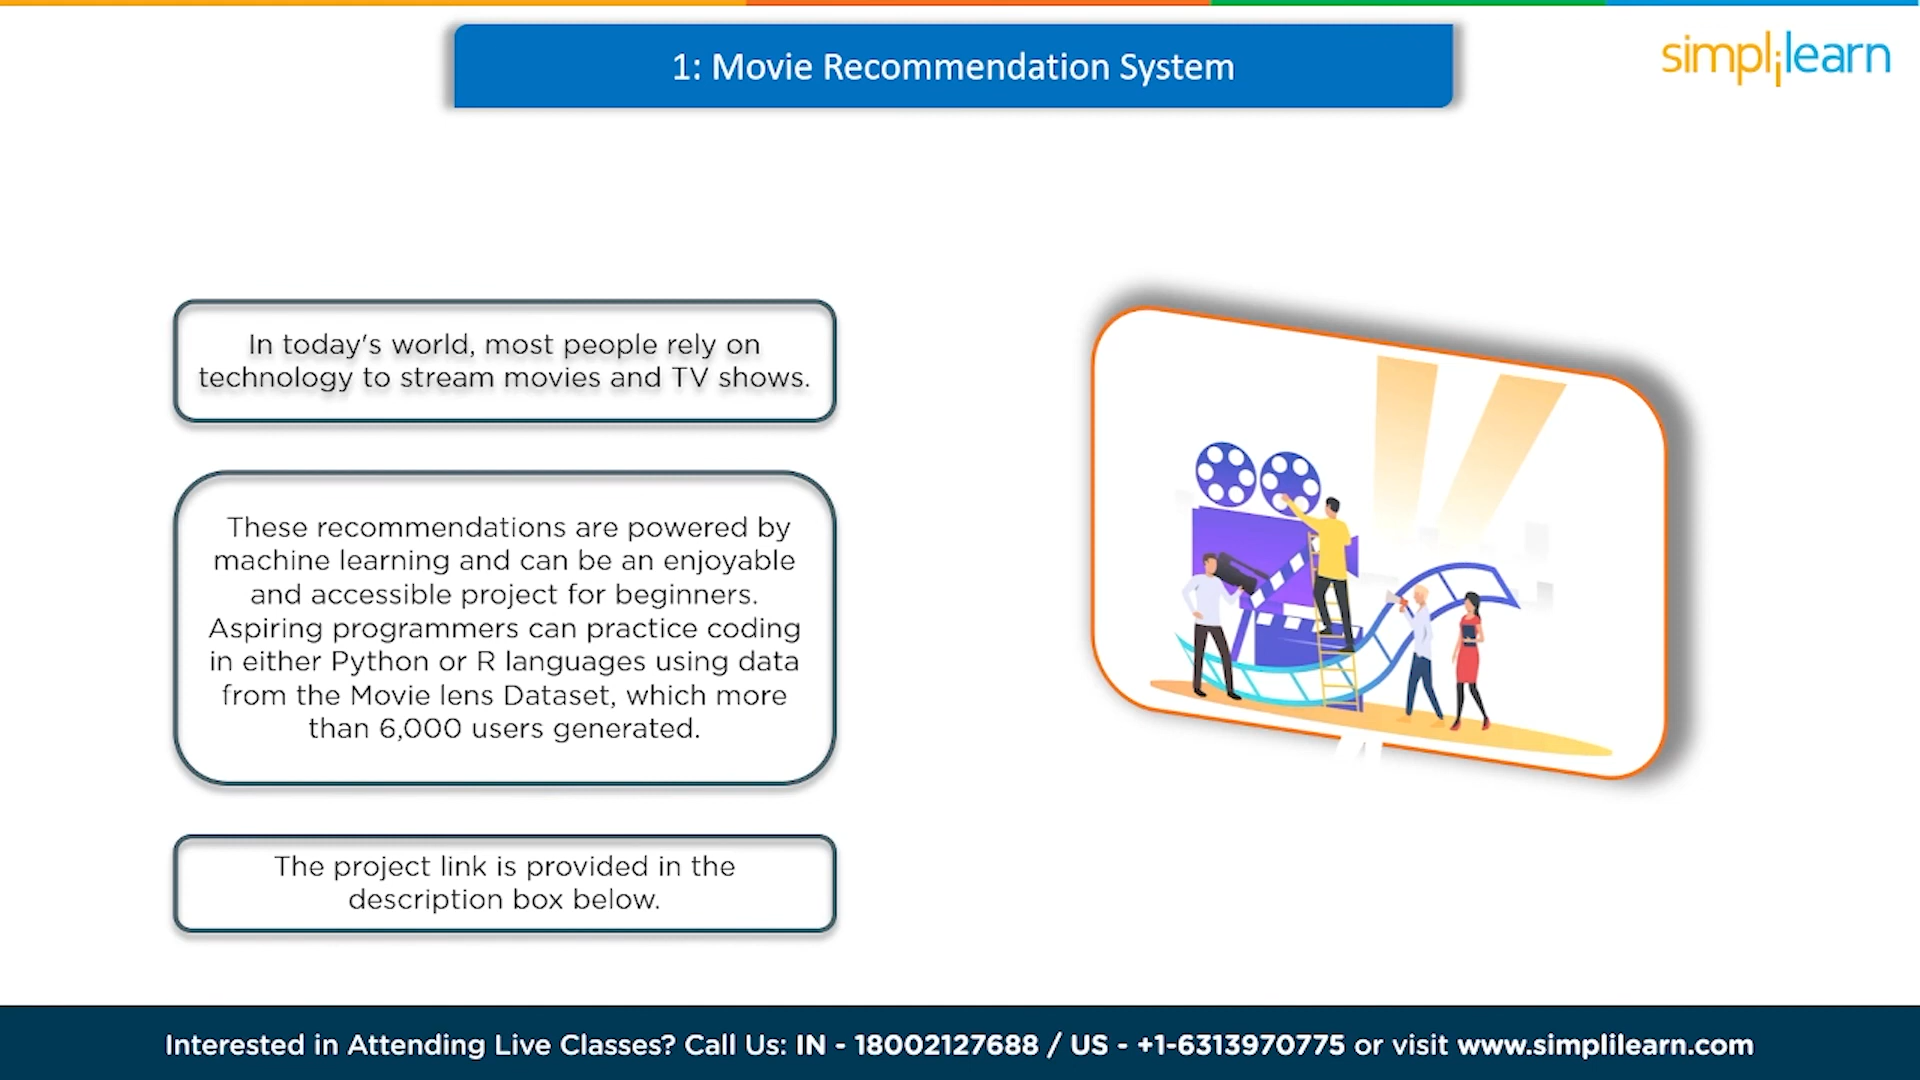 1: Movie Recommendation System
simplilearn
In today's world, most people rely on
technology to stream movies and TV shows.
These recommendations are powered by
machine learning and can be an enjoyable
and accessible project for beginners.
Aspiring programmers can practice coding
in either Python or R languages using data
from the Movie lens Dataset, which more
than 6,000 users generated.
The project link is provided in the
description box below.
Interested in Attending Live Classes? Call Us: IN - 18002127688 / US - +1-6313970775 or visit www.simplilearn.com